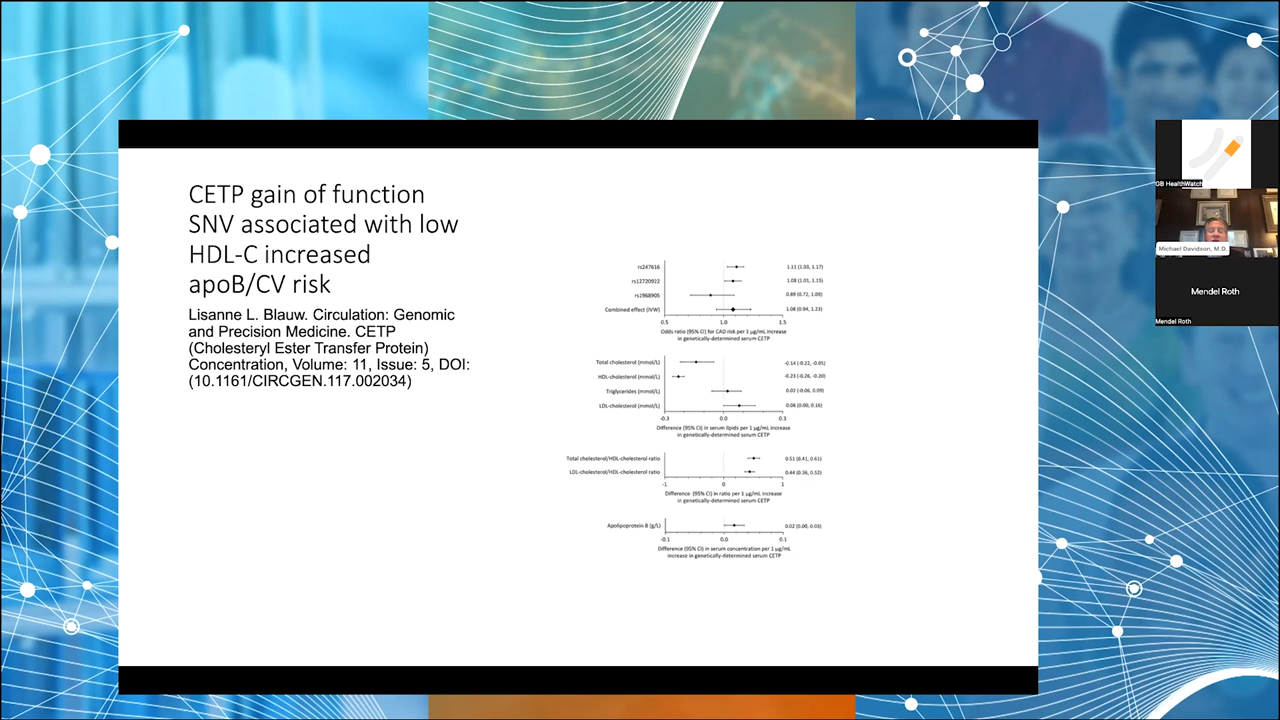 CETP gain of function
SNV associated with low
HDL-C increased
apoB/CV risk
Lisanne L. Blauw. Circulation: Genomic
and Precision Medicine. CETP
(Cholesteryl Ester Transfer Protein)
Concentration, Volume: 11, Issue: 5, DOI:
(10.1161/CIRCGEN.117.002034)
rs247616 1.11 (1.03, 1.17)
rs12720922 1.08 (1.01, 1.15)
rs1968905 0.89 (0.72, 1.09)
Combined effect (IVW) 1.08 (0.94, 1.23)
0.5 1.0 1.5
Odds ratio (95% CI) for CAD risk per 1 μg/mL increase
in genetically-determined serum CETP
Total cholesterol (mmol/L) -0.14 (-0.22, -0.05)
HDL-cholesterol (mmol/L) -0.23 (-0.26, -0.20)
Triglycerides (mmol/L) 0.02 (-0.06, 0.09)
LDL-cholesterol (mmol/L) 0.08 (0.00, 0.16)
-0.3 0.0 0.3
Difference (95% CI) in serum lipids per 1 μg/mL increase
in genetically-determined serum CETP
Total cholesterol/HDL-cholesterol ratio 0.51 (0.41, 0.61)
LDL-cholesterol/HDL-cholesterol ratio 0.44 (0.36, 0.52)
-1 0 1
Difference (95% CI) in ratio per 1 μg/mL increase
in genetically-determined serum CETP
Apolipoprotein B (g/L) 0.02 (0.00, 0.03)
-0.1 0.0 0.1
Difference (95% CI) in serum concentration per 1 μg/mL
increase in genetically-determined serum CETP
GB HealthWatch
Michael Davidson, M.D.
Mendel Roth
Mendel Roth